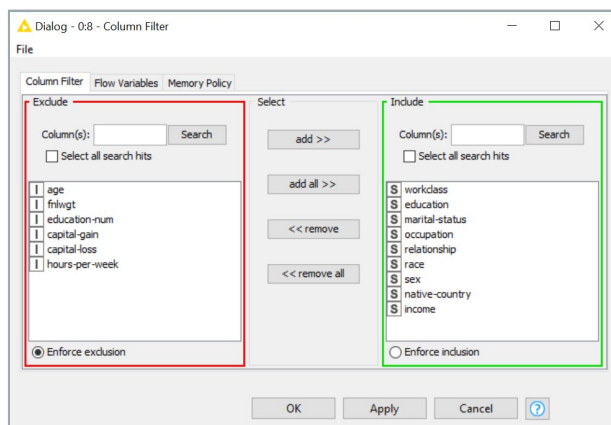 Dialog - 0:8 - Column Filter
File
Column Filter Flow Variables Memory Policy
Exclude
Column(s): Search
Select all search hits
I age
I fnlwgt
I education-num
I capital-gain
I capital-loss
I hours-per-week
Enforce exclusion
Select
add >>
add all >>
<< remove
<< remove all
Include
Column(s): Search
Select all search hits
S workclass
S education
S marital-status
S occupation
S relationship
S race
S sex
S native-country
S income
Enforce inclusion
OK Apply Cancel ?